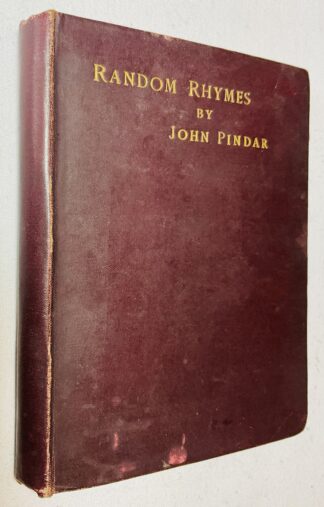 RANDOM RHYMES
BY
JOHN PINDAR